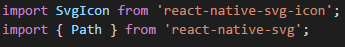 import SvgIcon from 'react-native-svg-icon';
import { Path } from 'react-native-svg';